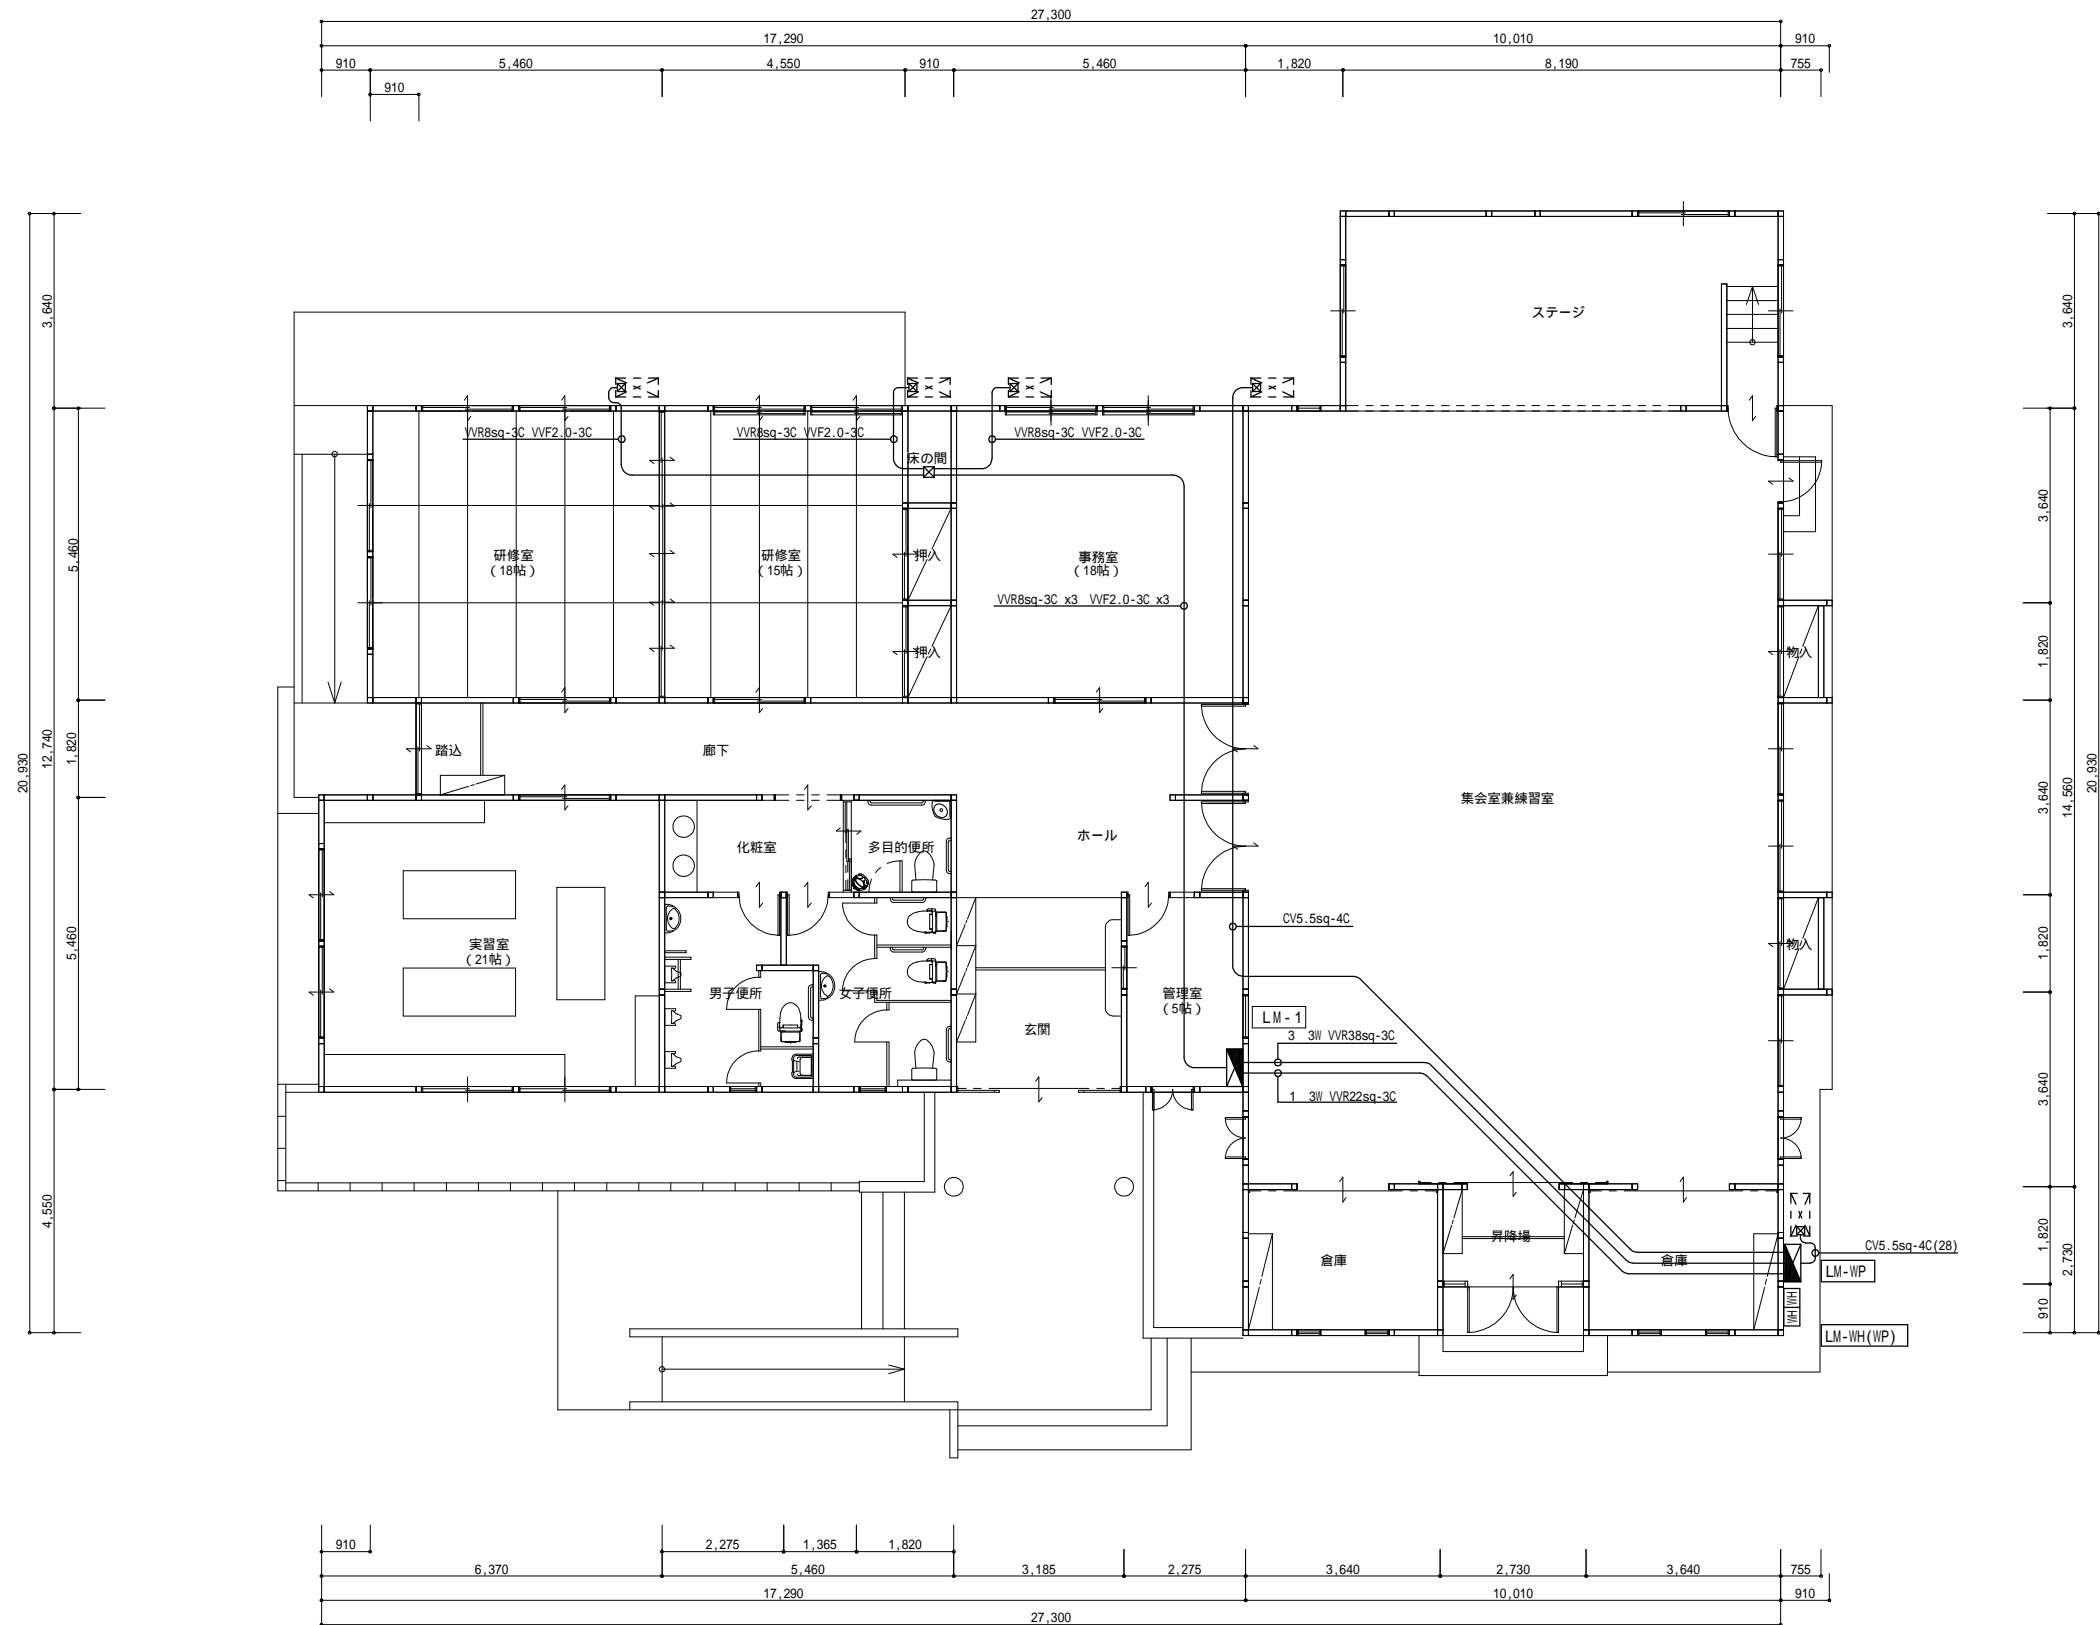 27,300
17,290
10,010
910
910
5,460
4,550
910
5,460
1,820
8,190
755
910
ステージ
VVR8sq-3C VVF2.0-3C
VVR8sq-3C VVF2.0-3C
VVR8sq-3C VVF2.0-3C
床の間
研修室
(18帖)
研修室
(15帖)
押入
事務室
(18帖)
VVR8sq-3C x3 VVF2.0-3C x3
押入
物入
踏込
廊下
集会室兼練習室
ホール
化粧室
多目的便所
CV5.5sq-4C
実習室
(21帖)
物入
男子便所
女子便所
管理室
(5帖)
玄関
LM-1
3 3W VVR38sq-3C
1 3W VVR22sq-3C
昇降場
倉庫
倉庫
CV5.5sq-4C(28)
LM-WP
WH
WH
LM-WH(WP)
20,930
12,740
3,640
5,460
1,820
5,460
4,550
3,640
3,640
1,820
3,640
1,820
3,640
1,820
910
14,560
2,730
20,930
910
2,275
1,365
1,820
6,370
5,460
3,185
2,275
3,640
2,730
3,640
755
17,290
10,010
910
27,300